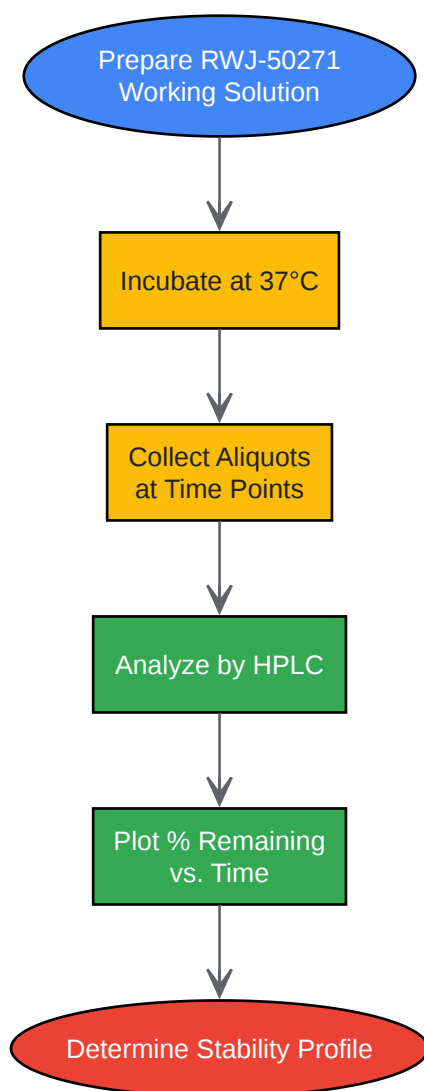 Prepare RWJ-50271
Working Solution
Incubate at 37°C
Collect Aliquots
at Time Points
Analyze by HPLC
Plot % Remaining
vs. Time
Determine Stability Profile